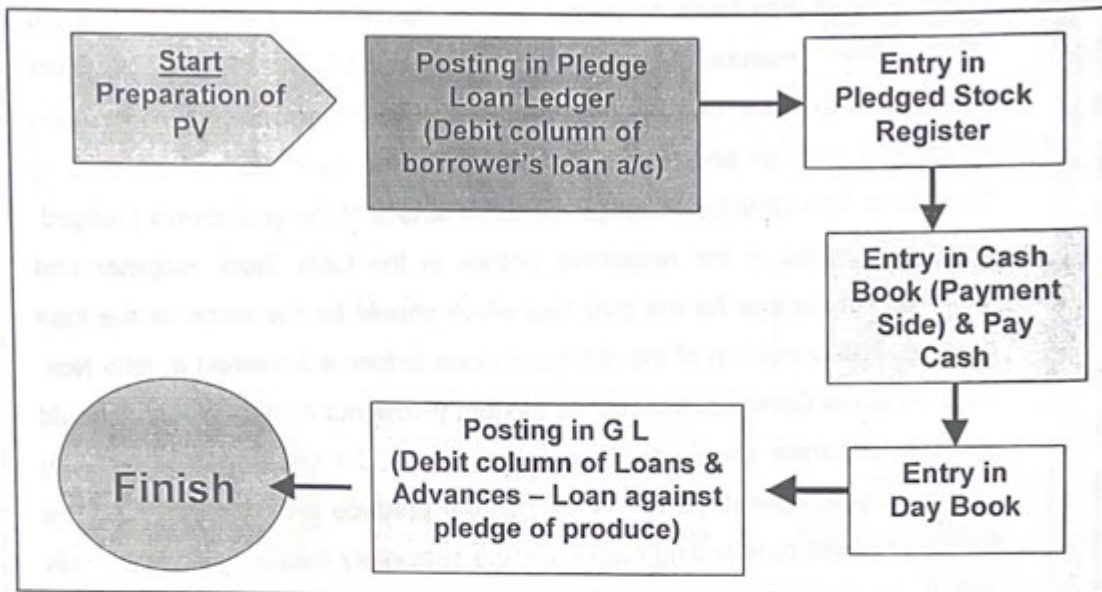 Start
Preparation of
PV
Posting in Pledge
Loan Ledger
(Debit column of
borrower's loan a/c)
Entry in
Pledged Stock
Register
Entry in Cash
Book (Payment
Side) & Pay
Cash
Entry in
Day Book
Posting in G L
(Debit column of Loans &
Advances – Loan against
pledge of produce)
Finish